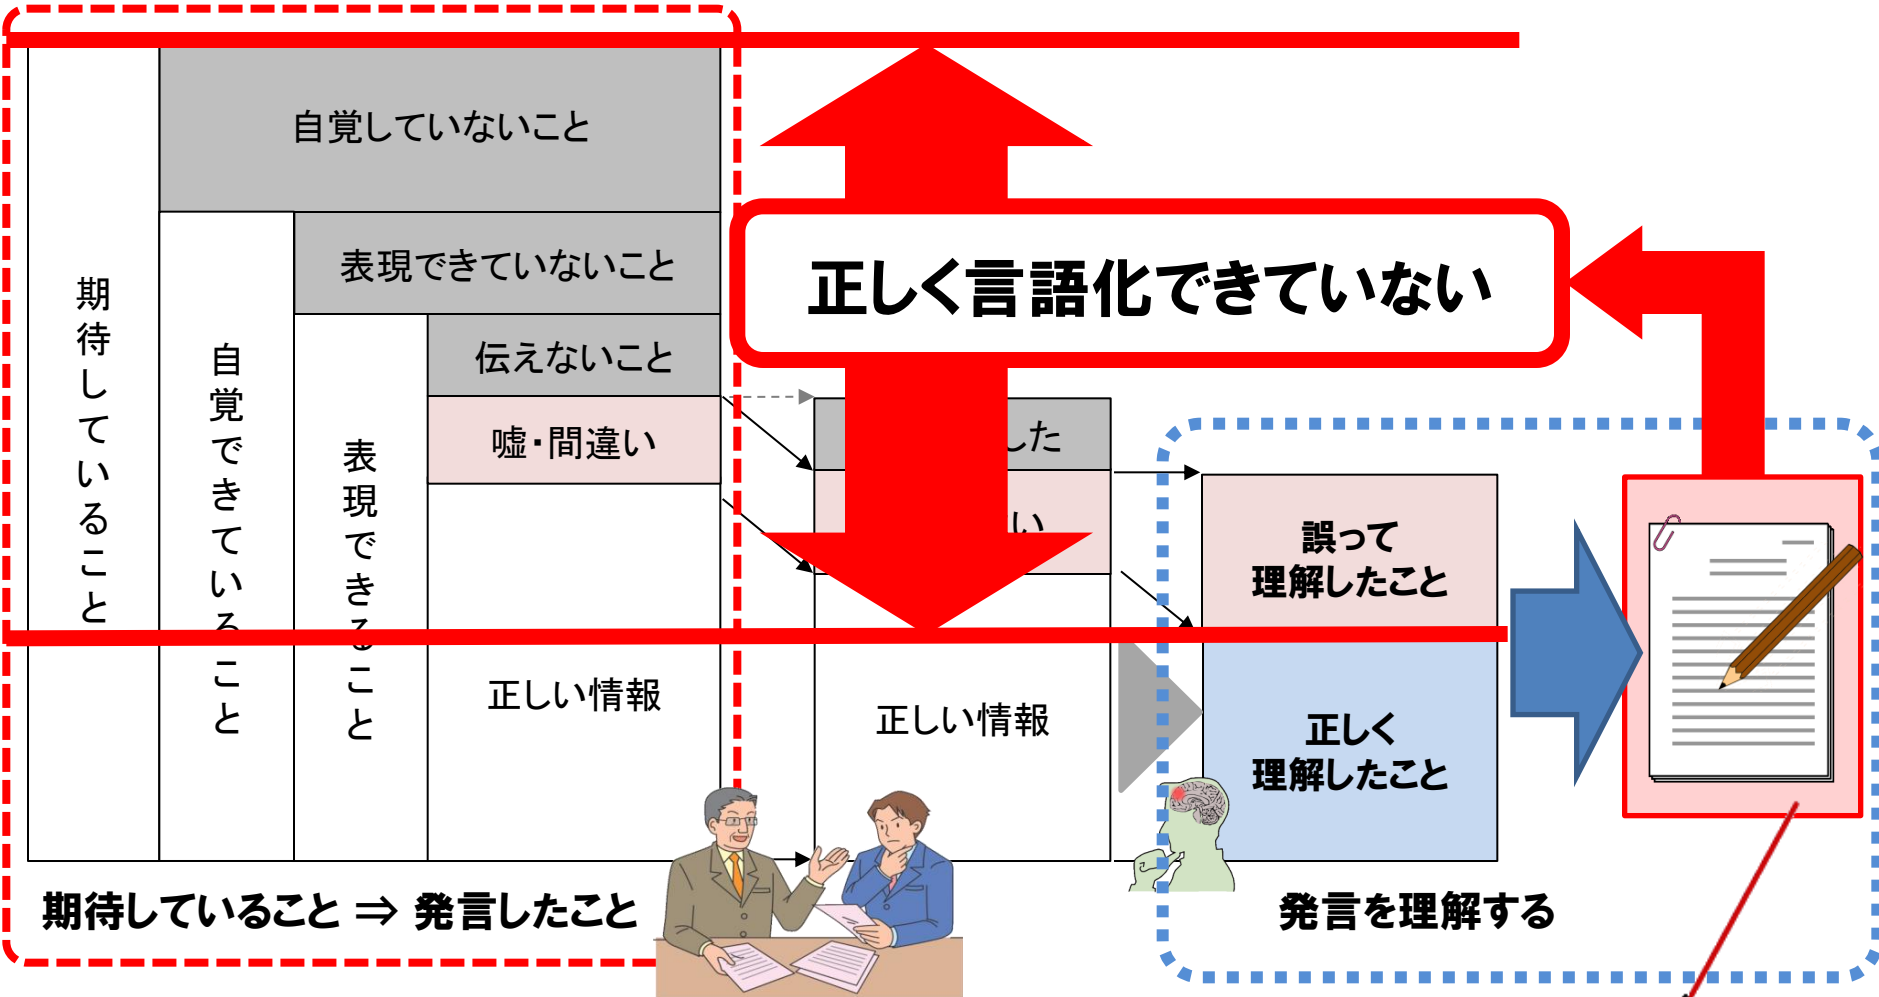 自覚していないこと
表現できていないこと
正しく言語化できていない
期待していること
自覚できていること
伝えないこと
表現できること
嘘・間違い
した
い
誤って
理解したこと
正しい情報
正しい情報
正しく
理解したこと
期待していること ⇒ 発言したこと
発言を理解する